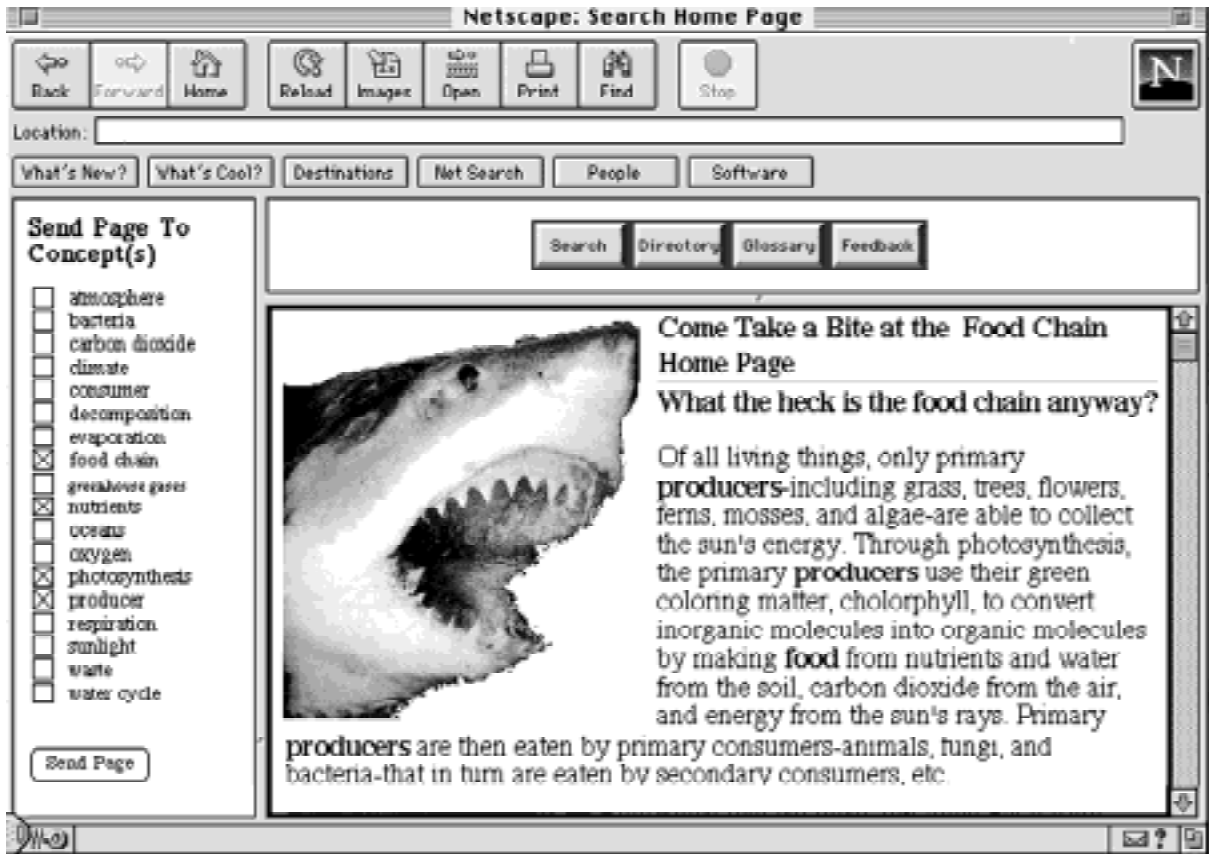 Netscape: Search Home Page
Back Forward Home Reload Images Open Print Find Stop
N
Location:
What's New? What's Cool? Destinations Net Search People Software
Send Page To
Concept(s)
atmosphere
bacteria
carbon dioxide
climate
consumer
decomposition
evaporation
food chain
greenhouse gases
nutrients
oceans
oxygen
photosynthesis
producer
respiration
sunlight
waste
water cycle
Send Page
Search Directory Glossary Feedback
Come Take a Bite at the Food Chain
Home Page
What the heck is the food chain anyway?
Of all living things, only primary
producers-including grass, trees, flowers,
ferns, mosses, and algae-are able to collect
the sun's energy. Through photosynthesis,
the primary producers use their green
coloring matter, cholorphyll, to convert
inorganic molecules into organic molecules
by making food from nutrients and water
from the soil, carbon dioxide from the air,
and energy from the sun's rays. Primary
producers are then eaten by primary consumers-animals, fungi, and
bacteria-that in turn are eaten by secondary consumers, etc.
?